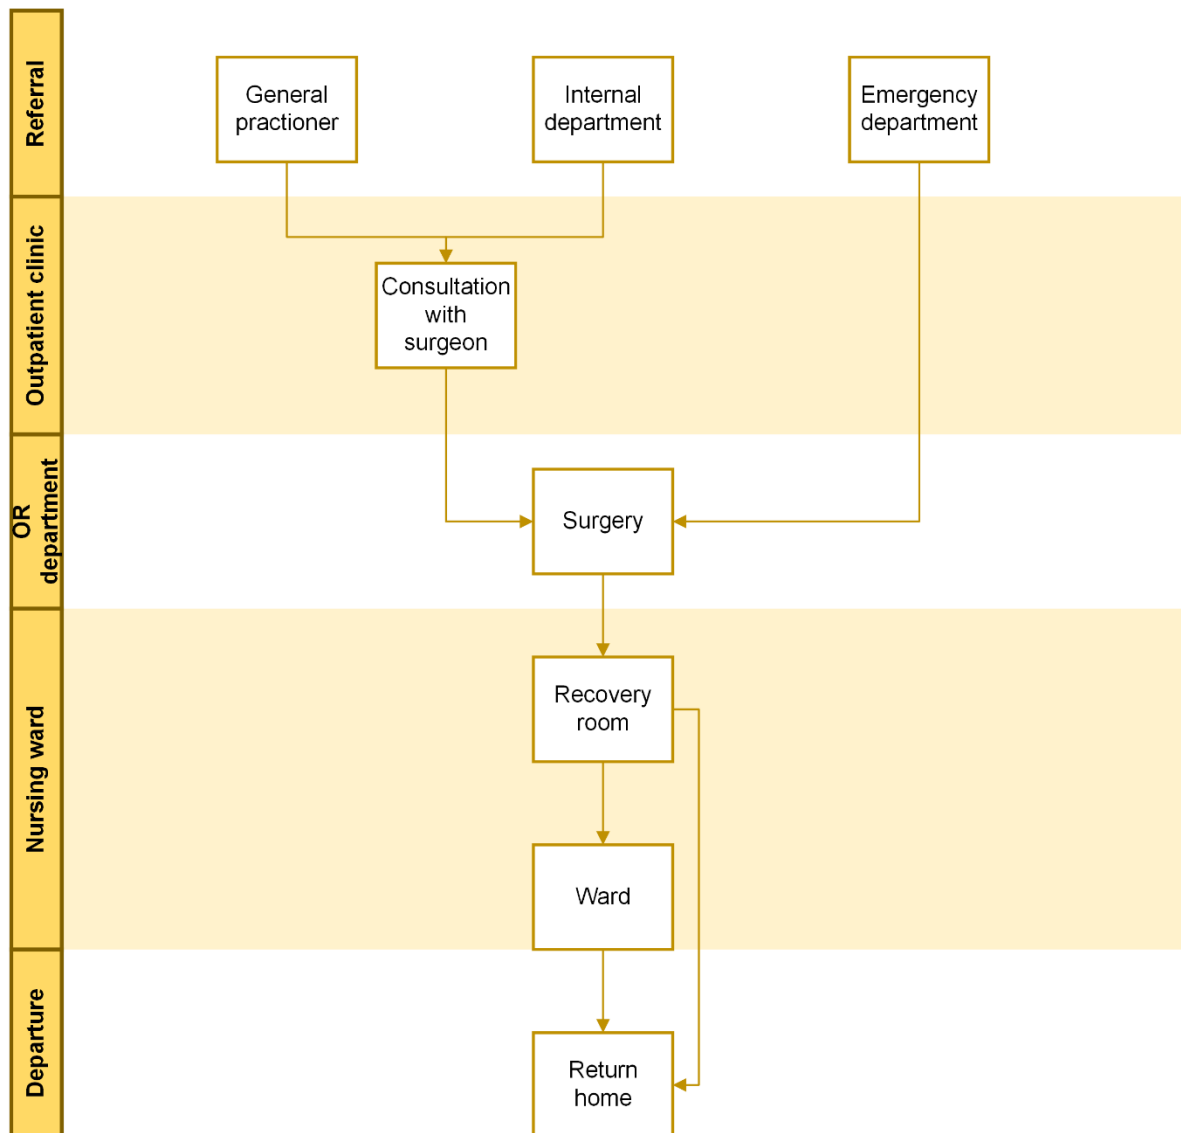 Referral
General
practioner
Internal
department
Emergency
department
Outpatient clinic
Consultation
with
surgeon
OR
department
Surgery
Nursing ward
Recovery
room
Ward
Departure
Return
home